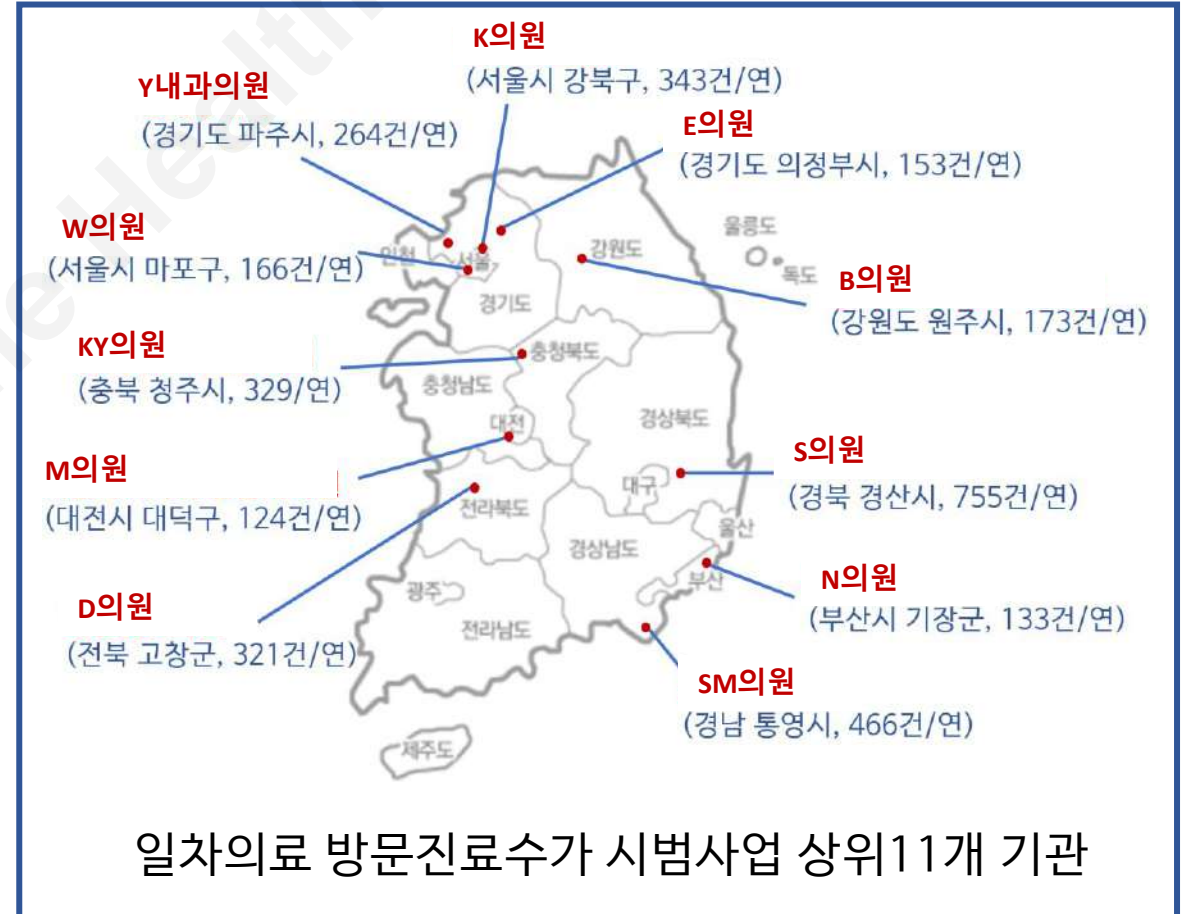 K의원
(서울시 강북구, 343건/연)
Y내과의원
(경기도 파주시, 264건/연)
E의원
(경기도 의정부시, 153건/연)
W의원
(서울시 마포구, 166건/연)
인천
서울
강원도
울릉도
독도
B의원
(강원도 원주시, 173건/연)
경기도
KY의원
(충북 청주시, 329/연)
충청북도
충청남도
대전
경상북도
M의원
(대전시 대덕구, 124건/연)
S의원
(경북 경산시, 755건/연)
대구
전라북도
울산
경상남도
부산
N의원
(부산시 기장군, 133건/연)
D의원
(전북 고창군, 321건/연)
광주
전라남도
SM의원
(경남 통영시, 466건/연)
제주도
일차의료 방문진료수가 시범사업 상위11개 기관
he Health